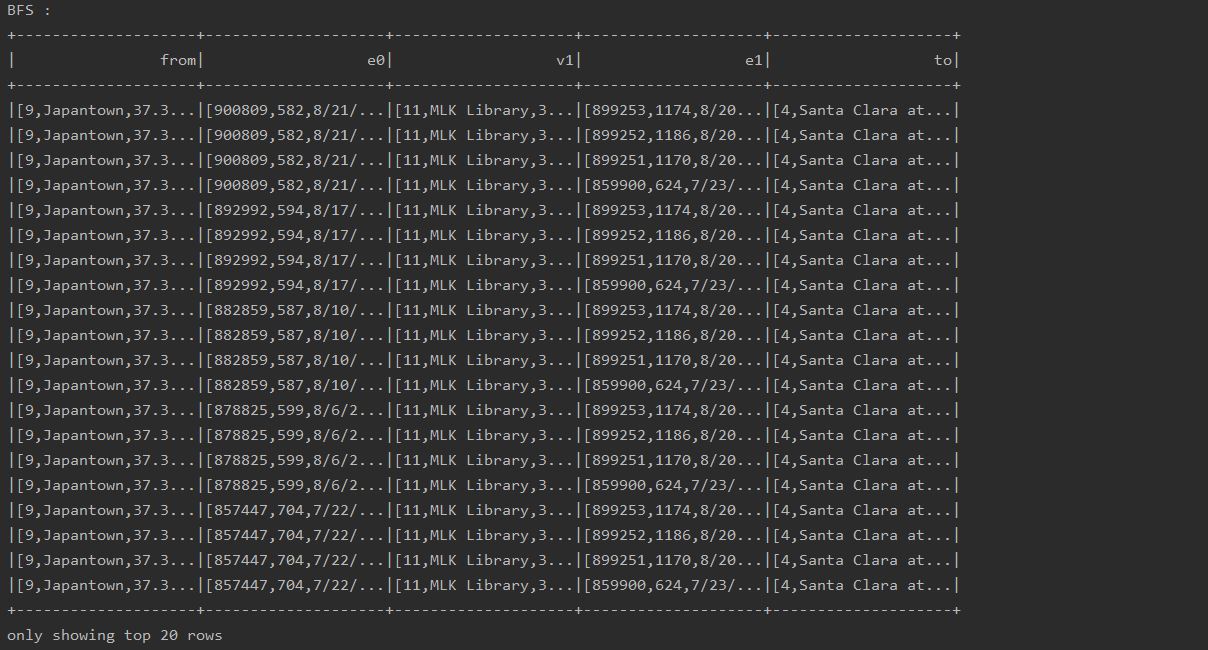 BFS :
+--------------------+--------------------+--------------------+--------------------+--------------------+
|                from|                  e0|                  v1|                  e1|                  to|
+--------------------+--------------------+--------------------+--------------------+--------------------+
|[9,Japantown,37.3...|[900809,582,8/21/...|[11,MLK Library,3...|[899253,1174,8/20...|[4,Santa Clara at...|
|[9,Japantown,37.3...|[900809,582,8/21/...|[11,MLK Library,3...|[899252,1186,8/20...|[4,Santa Clara at...|
|[9,Japantown,37.3...|[900809,582,8/21/...|[11,MLK Library,3...|[899251,1170,8/20...|[4,Santa Clara at...|
|[9,Japantown,37.3...|[900809,582,8/21/...|[11,MLK Library,3...|[859900,624,7/23/...|[4,Santa Clara at...|
|[9,Japantown,37.3...|[892992,594,8/17/...|[11,MLK Library,3...|[899253,1174,8/20...|[4,Santa Clara at...|
|[9,Japantown,37.3...|[892992,594,8/17/...|[11,MLK Library,3...|[899252,1186,8/20...|[4,Santa Clara at...|
|[9,Japantown,37.3...|[892992,594,8/17/...|[11,MLK Library,3...|[899251,1170,8/20...|[4,Santa Clara at...|
|[9,Japantown,37.3...|[892992,594,8/17/...|[11,MLK Library,3...|[859900,624,7/23/...|[4,Santa Clara at...|
|[9,Japantown,37.3...|[882859,587,8/10/...|[11,MLK Library,3...|[899253,1174,8/20...|[4,Santa Clara at...|
|[9,Japantown,37.3...|[882859,587,8/10/...|[11,MLK Library,3...|[899252,1186,8/20...|[4,Santa Clara at...|
|[9,Japantown,37.3...|[882859,587,8/10/...|[11,MLK Library,3...|[899251,1170,8/20...|[4,Santa Clara at...|
|[9,Japantown,37.3...|[882859,587,8/10/...|[11,MLK Library,3...|[859900,624,7/23/...|[4,Santa Clara at...|
|[9,Japantown,37.3...|[878825,599,8/6/2...|[11,MLK Library,3...|[899253,1174,8/20...|[4,Santa Clara at...|
|[9,Japantown,37.3...|[878825,599,8/6/2...|[11,MLK Library,3...|[899252,1186,8/20...|[4,Santa Clara at...|
|[9,Japantown,37.3...|[878825,599,8/6/2...|[11,MLK Library,3...|[899251,1170,8/20...|[4,Santa Clara at...|
|[9,Japantown,37.3...|[878825,599,8/6/2...|[11,MLK Library,3...|[859900,624,7/23/...|[4,Santa Clara at...|
|[9,Japantown,37.3...|[857447,704,7/22/...|[11,MLK Library,3...|[899253,1174,8/20...|[4,Santa Clara at...|
|[9,Japantown,37.3...|[857447,704,7/22/...|[11,MLK Library,3...|[899252,1186,8/20...|[4,Santa Clara at...|
|[9,Japantown,37.3...|[857447,704,7/22/...|[11,MLK Library,3...|[899251,1170,8/20...|[4,Santa Clara at...|
|[9,Japantown,37.3...|[857447,704,7/22/...|[11,MLK Library,3...|[859900,624,7/23/...|[4,Santa Clara at...|
+--------------------+--------------------+--------------------+--------------------+--------------------+
only showing top 20 rows